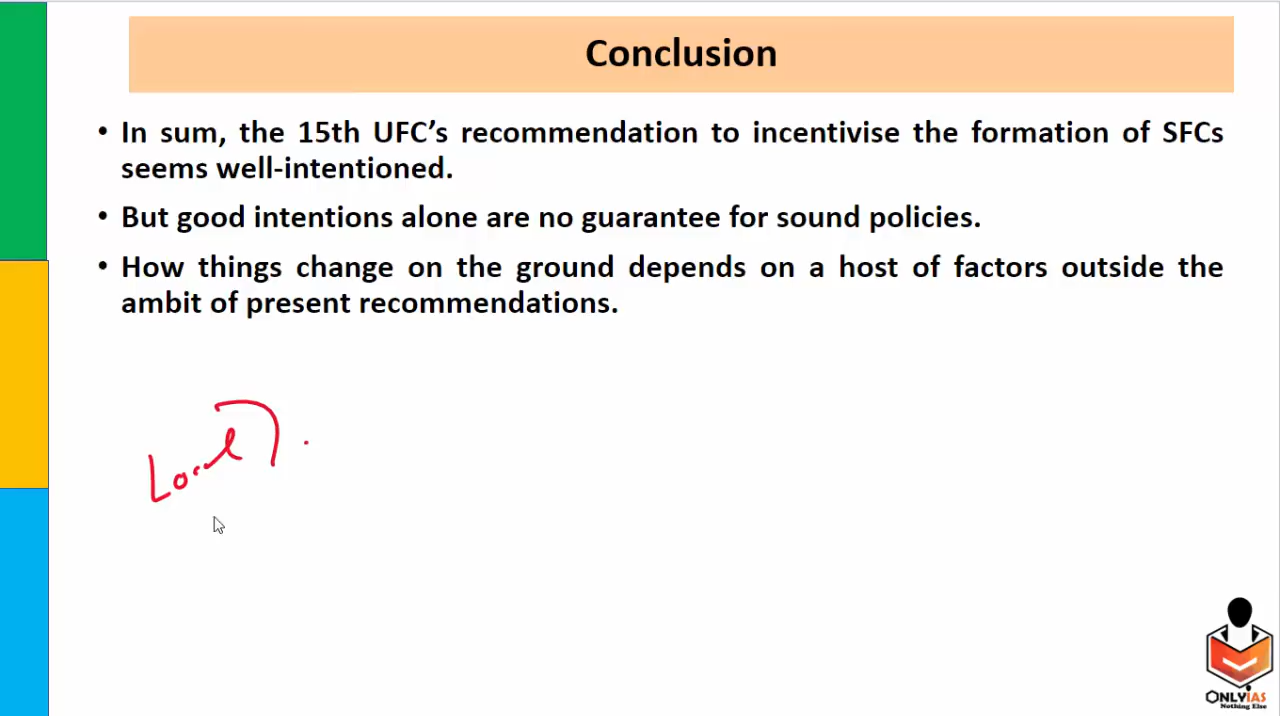 Conclusion
• In sum, the 15th UFC’s recommendation to incentivise the formation of SFCs
seems well-intentioned.
• But good intentions alone are no guarantee for sound policies.
• How things change on the ground depends on a host of factors outside the
ambit of present recommendations.
Local
ONLYIAS
Nothing Else